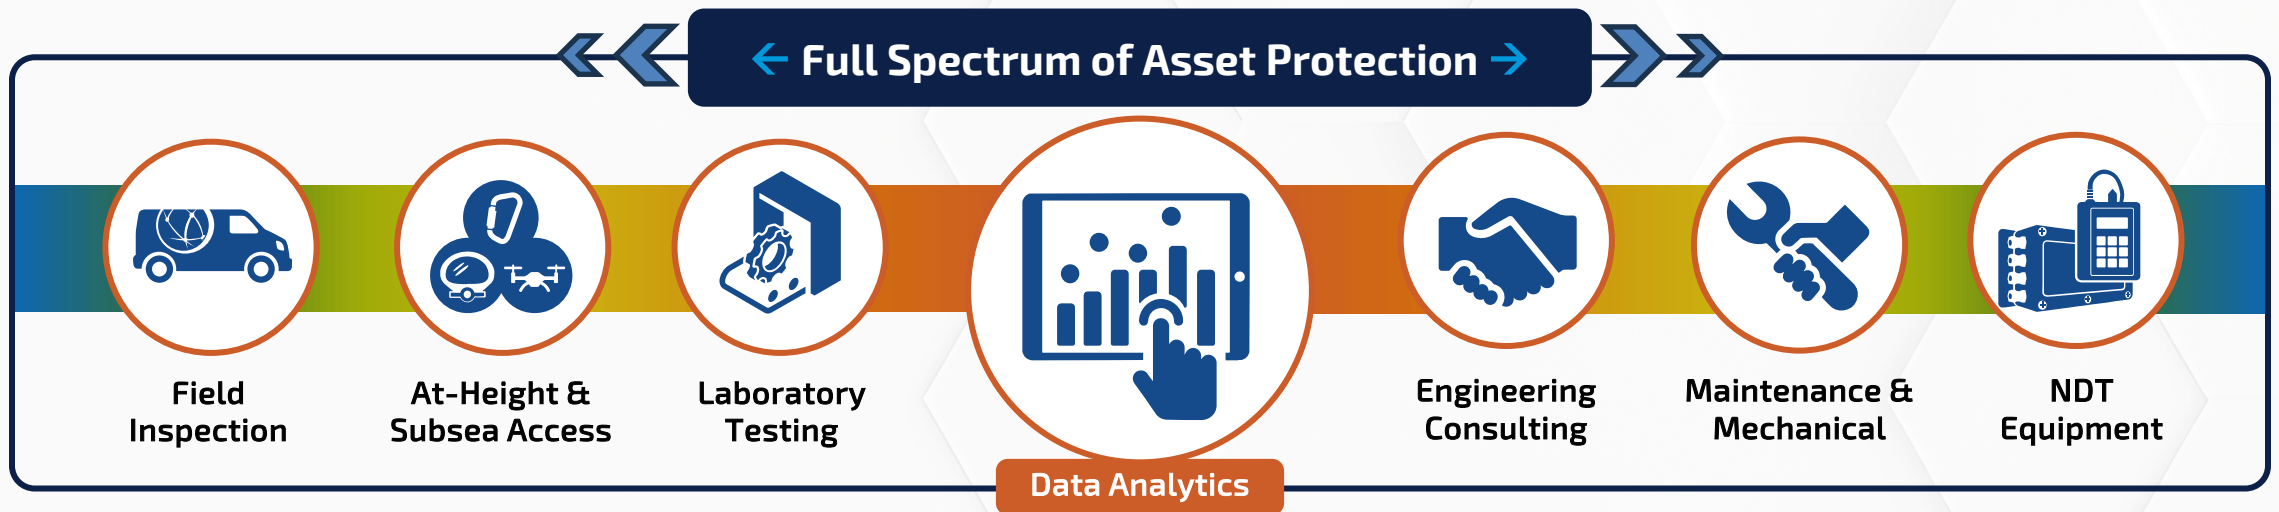 ← Full Spectrum of Asset Protection →
Field
Inspection
At-Height &
Subsea Access
Laboratory
Testing
Data Analytics
Engineering
Consulting
Maintenance &
Mechanical
NDT
Equipment